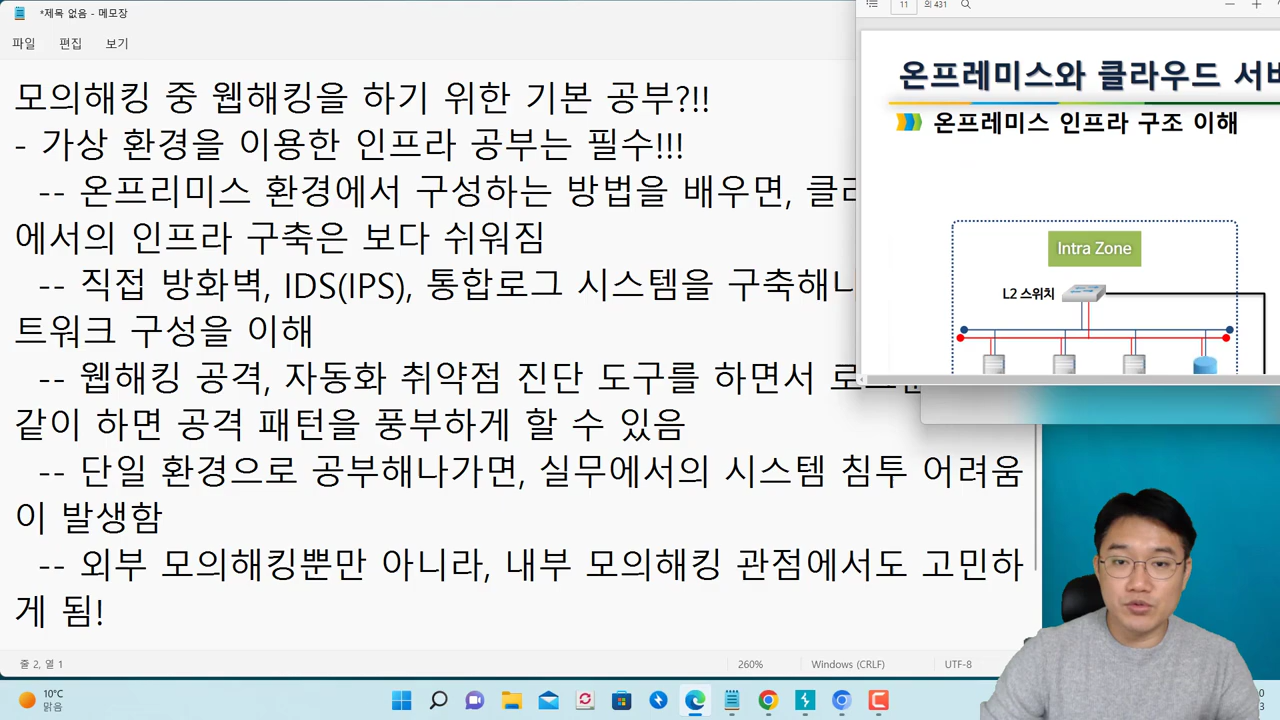 *제목 없음 - 메모장
파일 편집 보기
모의해킹 중 웹해킹을 하기 위한 기본 공부?!!
- 가상 환경을 이용한 인프라 공부는 필수!!!
-- 온프리미스 환경에서 구성하는 방법을 배우면,
에서의 인프라 구축은 보다 쉬워짐
-- 직접 방화벽, IDS(IPS), 통합로그 시스템을
트워크 구성을 이해
-- 웹해킹 공격, 자동화 취약점 진단 도구를 하면서
같이 하면 공격 패턴을 풍부하게 할 수 있음
-- 단일 환경으로 공부해나가면, 실무에서의 시스템 침투 어려움
이 발생함
-- 외부 모의해킹뿐만 아니라, 내부 모의해킹 관점에서도 고민하
게 됨!
줄 2, 열 1
260%
Windows (CRLF)
UTF-8
11 의 431
온프레미스와 클라우드
온프레미스 인프라 구조 이해
Intra Zone
L2 스위치
10°C
맑음